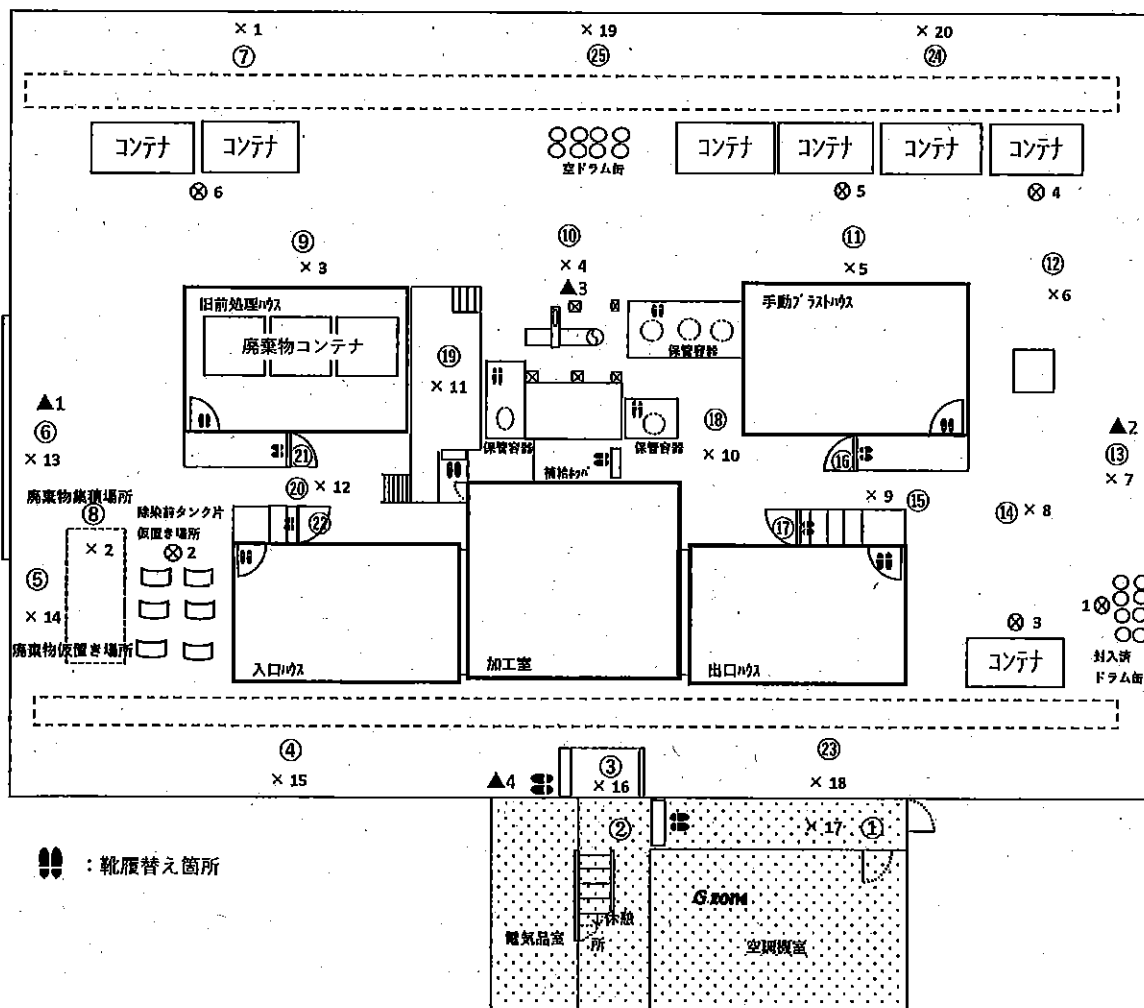 × 1 × 19 × 20
⑦ ㉕ ㉔
コンテナ コンテナ コンテナ コンテナ コンテナ コンテナ
空ドラム缶
⊗ 6 ⊗ 5 ⊗ 4
⑨ ⑩ ⑪ ⑫
× 3 × 4 × 5 × 6
▲3
旧前処理ハウス
廃棄物コンテナ
手動ブラストハウス
保管容器
⑲
× 11
保管容器
保管容器
⑱
× 10
補給ホッパ
▲1
⑥
× 13
▲2
⑬
× 7
㉑
⑯
⑳ × 12
× 9 ⑮
⑭ × 8
廃棄物集積場所
⑧
× 2
除染前タンク片
仮置き場所
⊗ 2
㉒
⑰
⑤
× 14
廃棄物仮置き場所
入口ハウス
加工室
出口ハウス
1 ⊗
⊗ 3
コンテナ
封入済
ドラム缶
④
× 15
▲4
③
× 16
㉓
× 18
②
× 17 ①
:靴履替え箇所
G zone
電気品室
休憩
所
空調機室